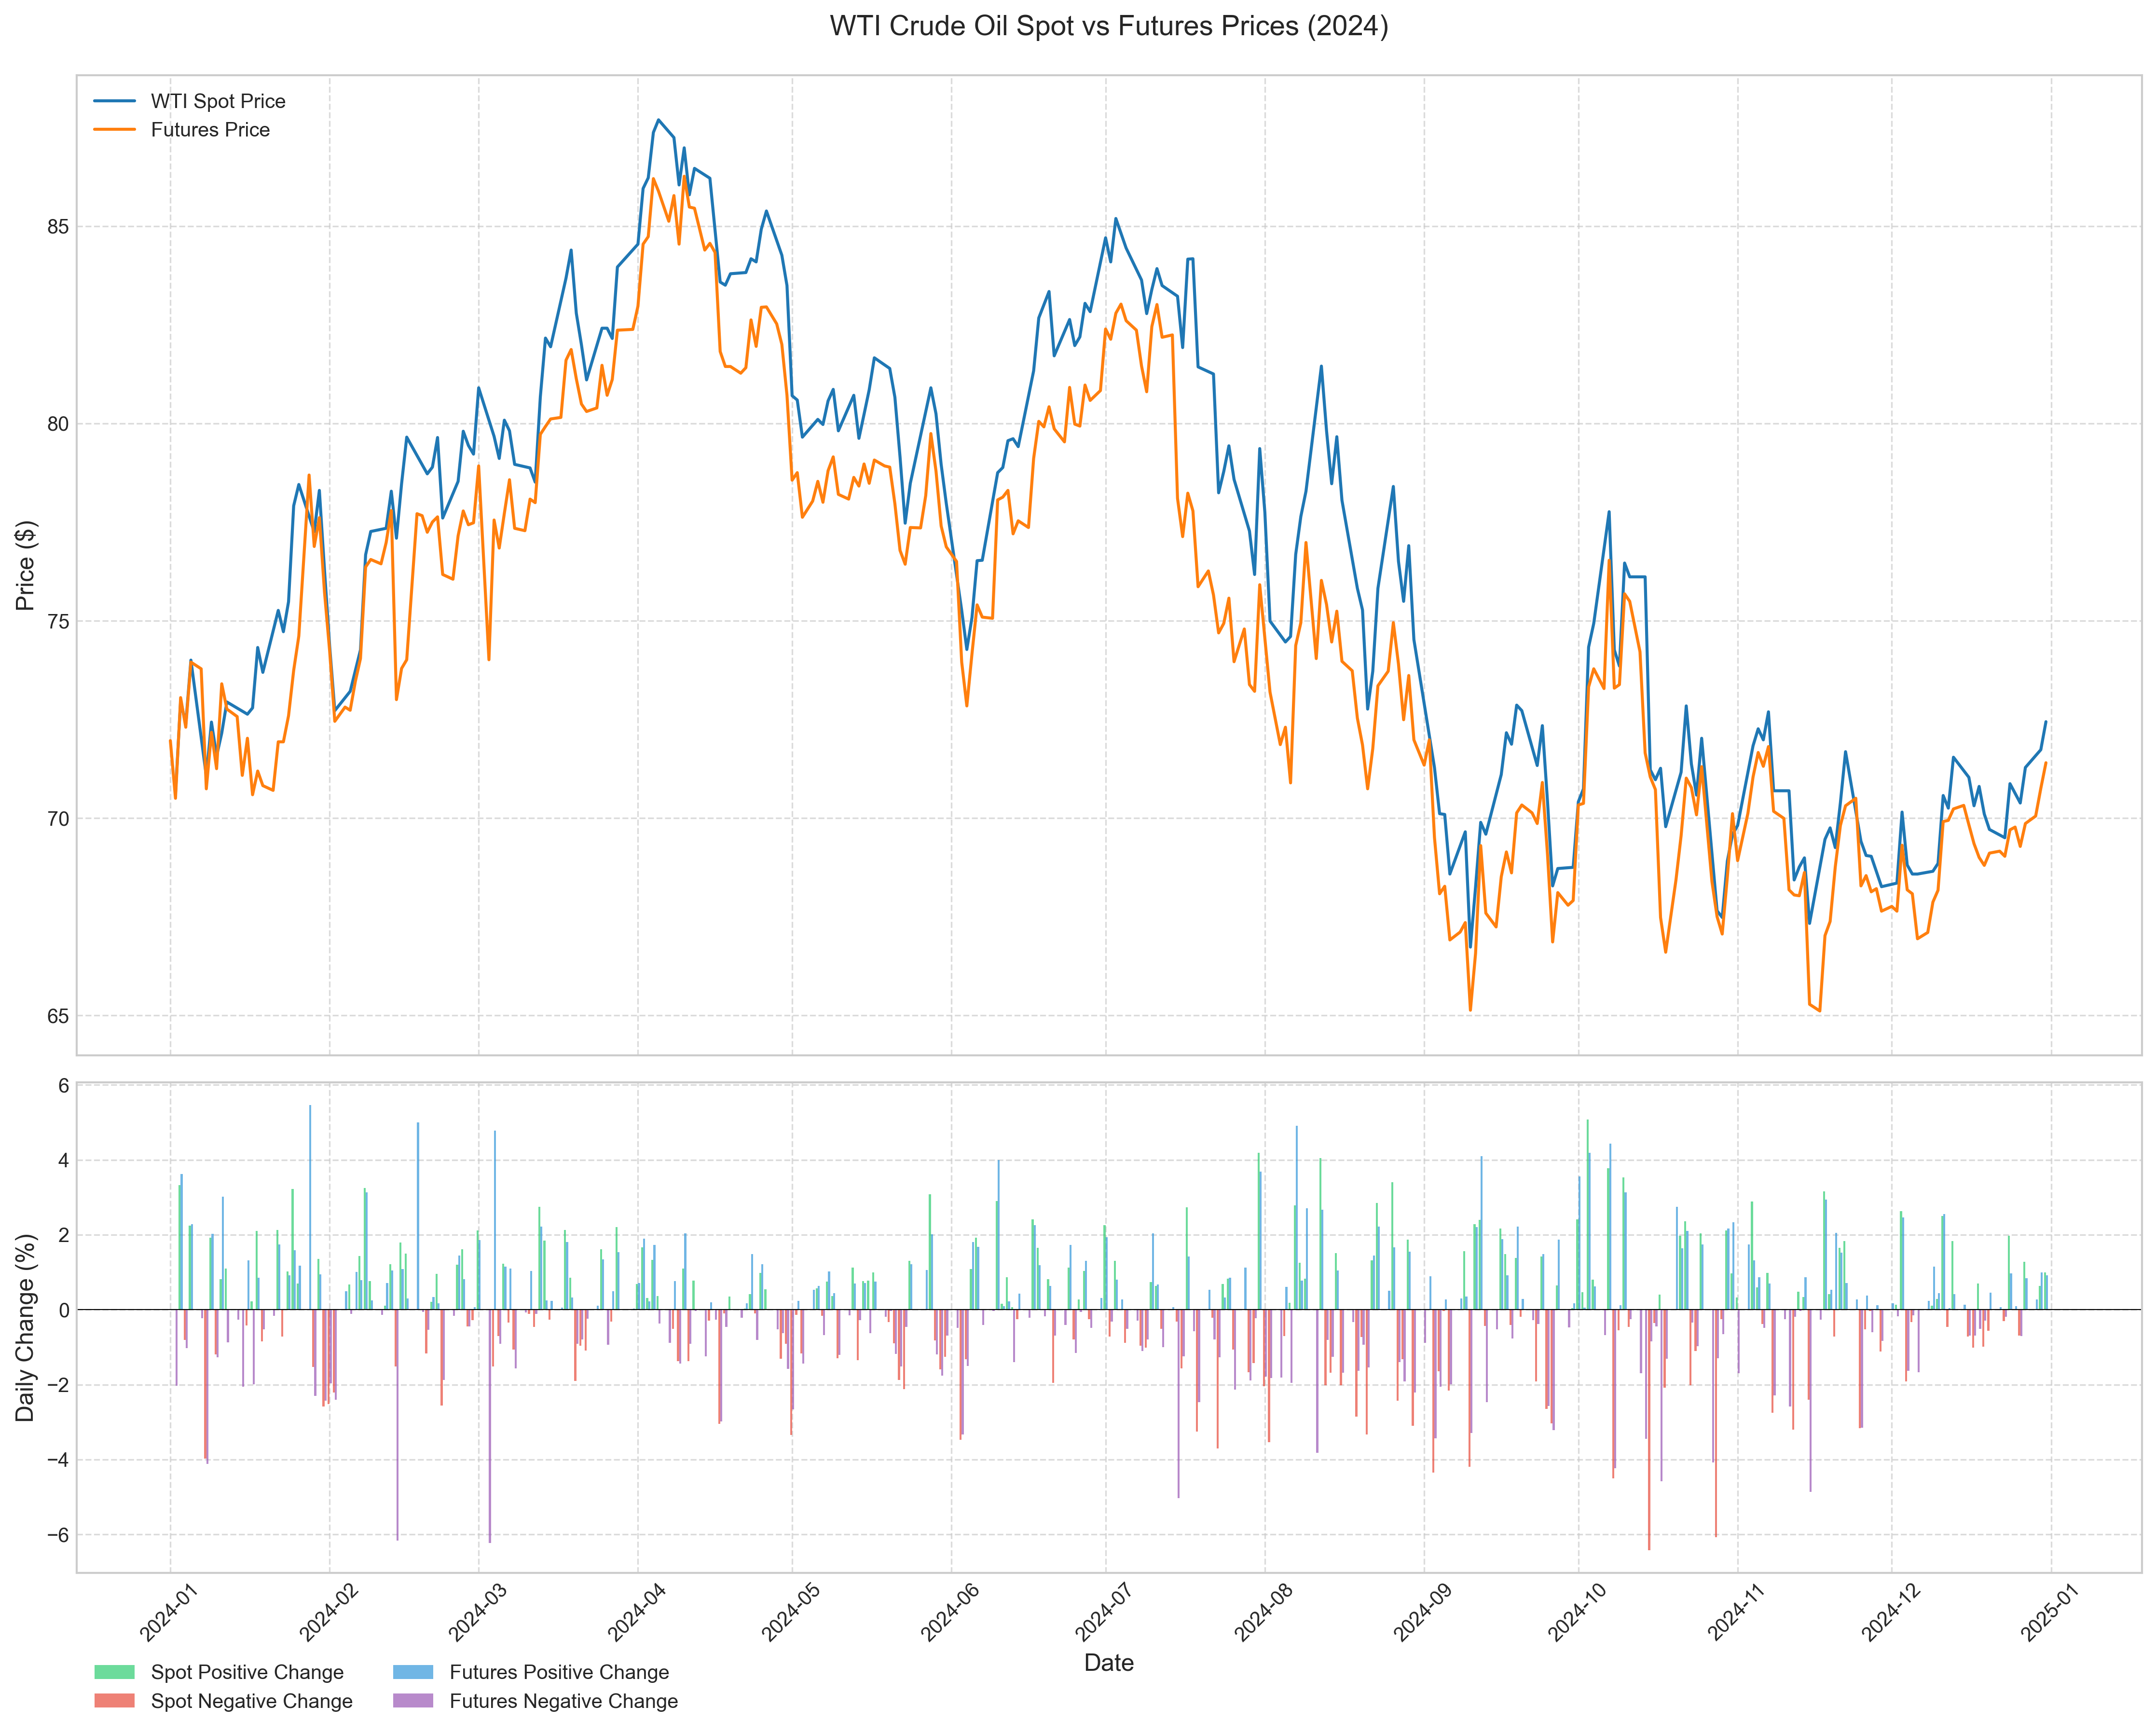 WTI Crude Oil Spot vs Futures Prices (2024)
WTI Spot Price
Futures Price
Price ($)
85
80
75
70
65
Daily Change (%)
6
4
2
0
−2
−4
−6
2024-01
2024-02
2024-03
2024-04
2024-05
2024-06
2024-07
2024-08
2024-09
2024-10
2024-11
2024-12
2025-01
Date
Spot Positive Change
Spot Negative Change
Futures Positive Change
Futures Negative Change